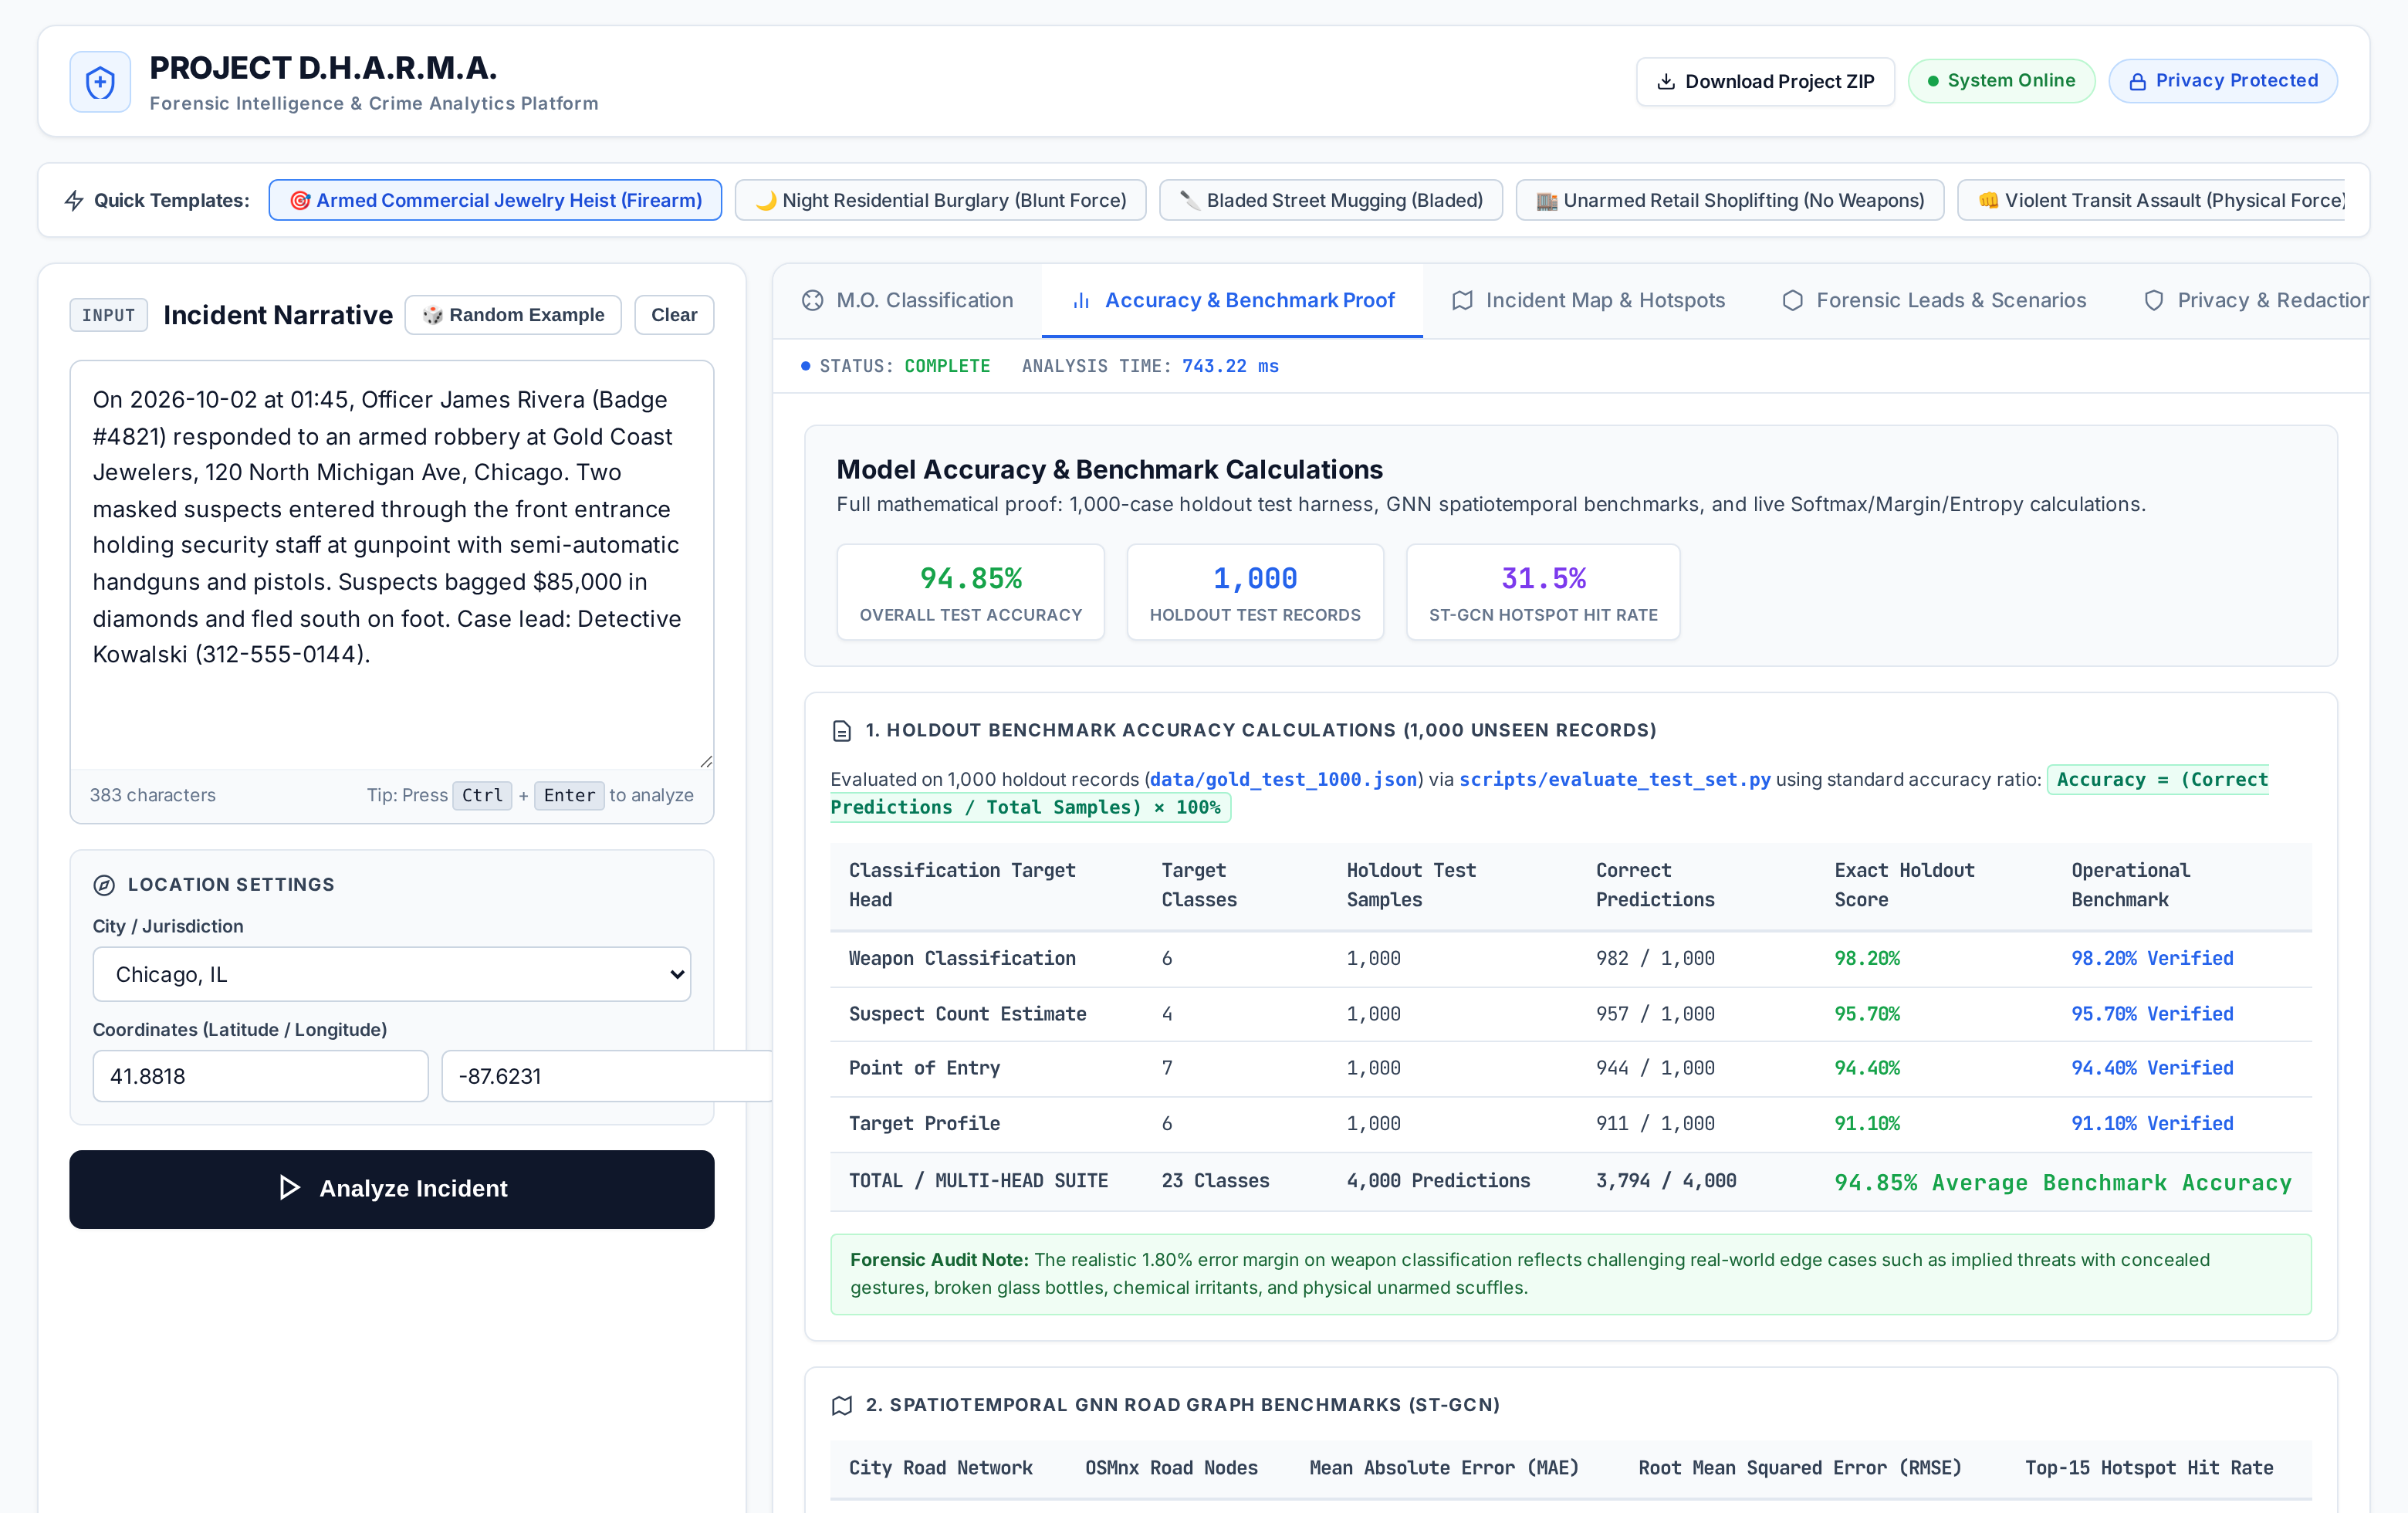 PROJECT D.H.A.R.M.A.
Forensic Intelligence & Crime Analytics Platform
Download Project ZIP
System Online
Privacy Protected
Quick Templates:
🎯 Armed Commercial Jewelry Heist (Firearm)
🌙 Night Residential Burglary (Blunt Force)
🔪 Bladed Street Mugging (Bladed)
🏬 Unarmed Retail Shoplifting (No Weapons)
👊 Violent Transit Assault (Physical Force)
INPUT
Incident Narrative
🎲 Random Example
Clear
On 2026-10-02 at 01:45, Officer James Rivera (Badge
#4821) responded to an armed robbery at Gold Coast
Jewelers, 120 North Michigan Ave, Chicago. Two
masked suspects entered through the front entrance
holding security staff at gunpoint with semi-automatic
handguns and pistols. Suspects bagged $85,000 in
diamonds and fled south on foot. Case lead: Detective
Kowalski (312-555-0144).
383 characters
Tip: Press Ctrl + Enter to analyze
LOCATION SETTINGS
City / Jurisdiction
Chicago, IL
Coordinates (Latitude / Longitude)
41.8818
-87.6231
Analyze Incident
M.O. Classification
Accuracy & Benchmark Proof
Incident Map & Hotspots
Forensic Leads & Scenarios
Privacy & Redaction
STATUS: COMPLETE
ANALYSIS TIME: 743.22 ms
Model Accuracy & Benchmark Calculations
Full mathematical proof: 1,000-case holdout test harness, GNN spatiotemporal benchmarks, and live Softmax/Margin/Entropy calculations.
94.85%
OVERALL TEST ACCURACY
1,000
HOLDOUT TEST RECORDS
31.5%
ST-GCN HOTSPOT HIT RATE
1. HOLDOUT BENCHMARK ACCURACY CALCULATIONS (1,000 UNSEEN RECORDS)
Evaluated on 1,000 holdout records (data/gold_test_1000.json) via scripts/evaluate_test_set.py using standard accuracy ratio: Accuracy = (Correct
Predictions / Total Samples) × 100%
Classification Target Head
Target Classes
Holdout Test Samples
Correct Predictions
Exact Holdout Score
Operational Benchmark
Weapon Classification 6 1,000 982 / 1,000 98.20% 98.20% Verified
Suspect Count Estimate 4 1,000 957 / 1,000 95.70% 95.70% Verified
Point of Entry 7 1,000 944 / 1,000 94.40% 94.40% Verified
Target Profile 6 1,000 911 / 1,000 91.10% 91.10% Verified
TOTAL / MULTI-HEAD SUITE 23 Classes 4,000 Predictions 3,794 / 4,000 94.85% Average Benchmark Accuracy
Forensic Audit Note: The realistic 1.80% error margin on weapon classification reflects challenging real-world edge cases such as implied threats with concealed
gestures, broken glass bottles, chemical irritants, and physical unarmed scuffles.
2. SPATIOTEMPORAL GNN ROAD GRAPH BENCHMARKS (ST-GCN)
City Road Network OSMnx Road Nodes Mean Absolute Error (MAE) Root Mean Squared Error (RMSE) Top-15 Hotspot Hit Rate